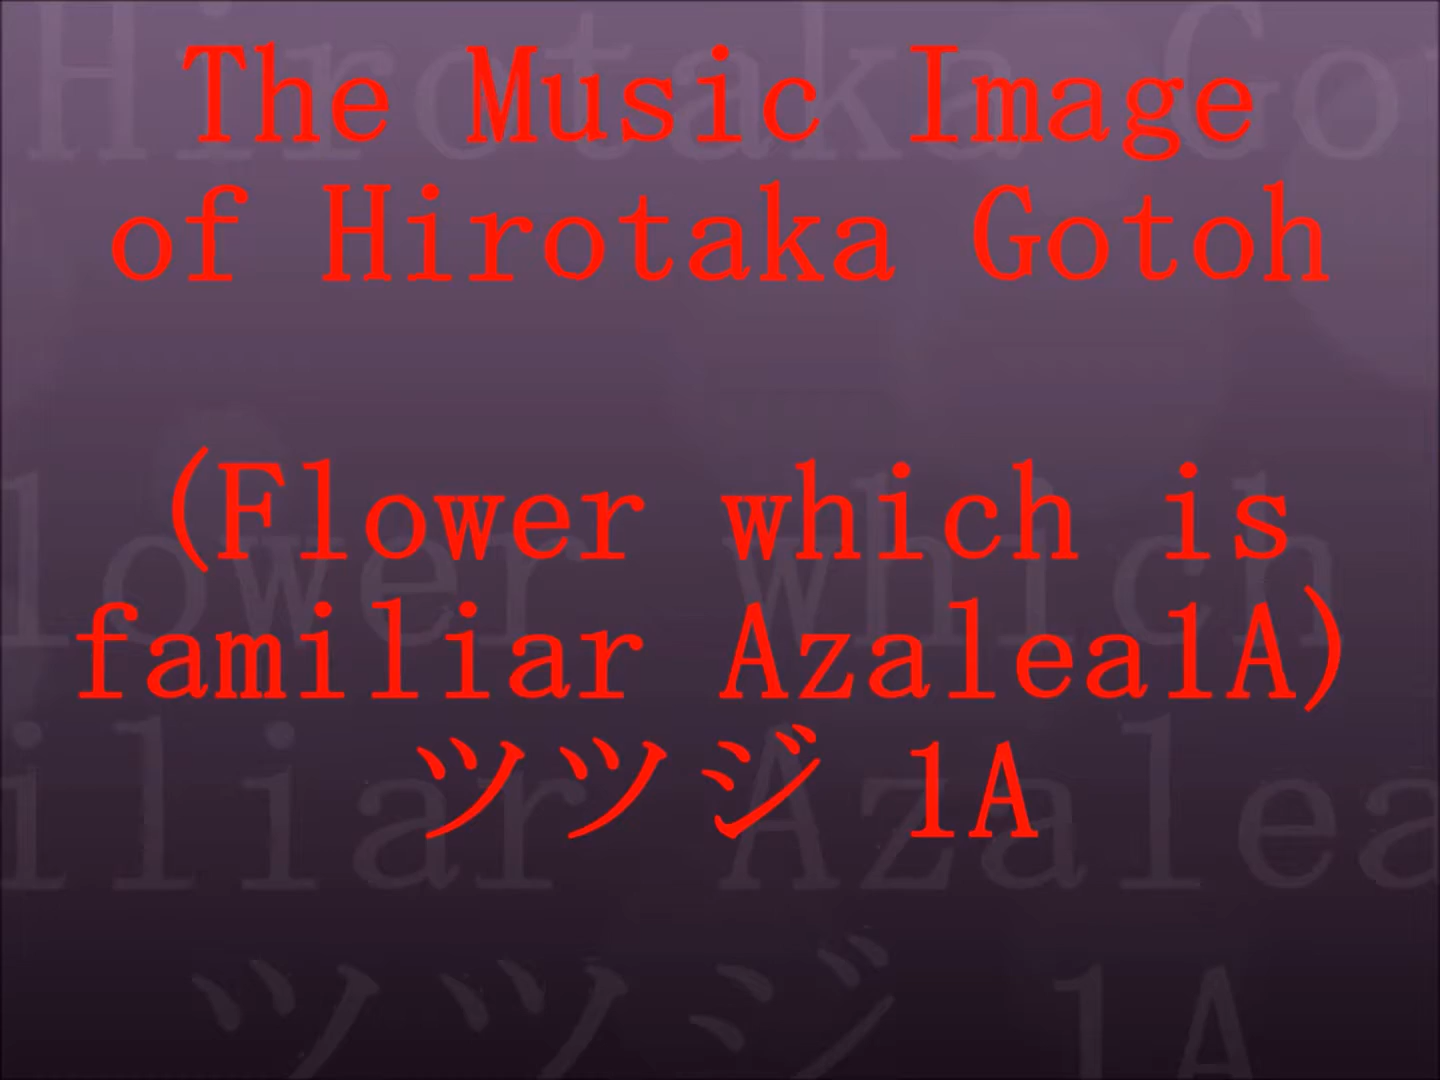 The Music Image
of Hirotaka Gotoh
(Flower which is
familiar Azalea1A)
ツツジ 1A